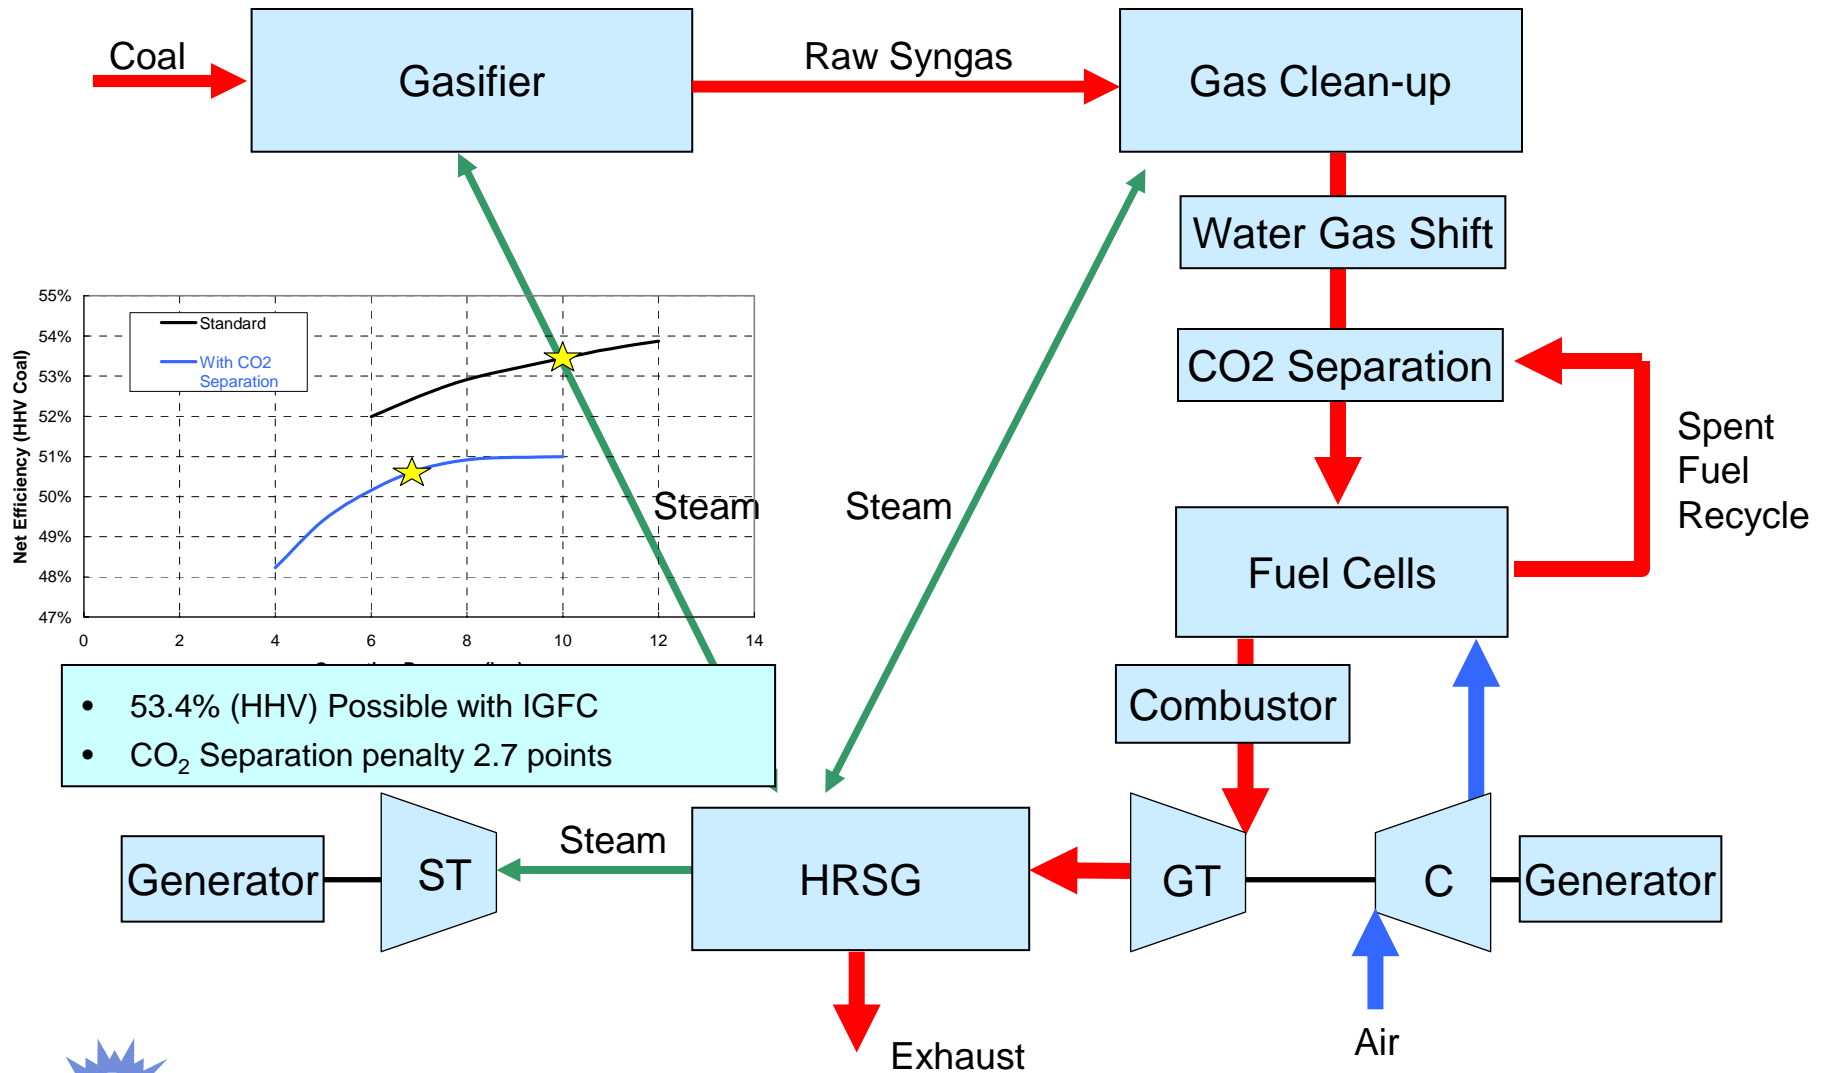 Coal
Gasifier
Raw Syngas
Gas Clean-up
Water Gas Shift
CO2 Separation
Spent
Fuel
Recycle
Fuel Cells
Combustor
Steam
Steam
55%
54%
53%
52%
51%
50%
49%
48%
47%
Net Efficiency (HHV Coal)
Standard
With CO2
Separation
0 2 4 6 8 10 12 14
• 53.4% (HHV) Possible with IGFC
• CO2 Separation penalty 2.7 points
Generator
ST
Steam
HRSG
GT
C
Generator
Exhaust
Air